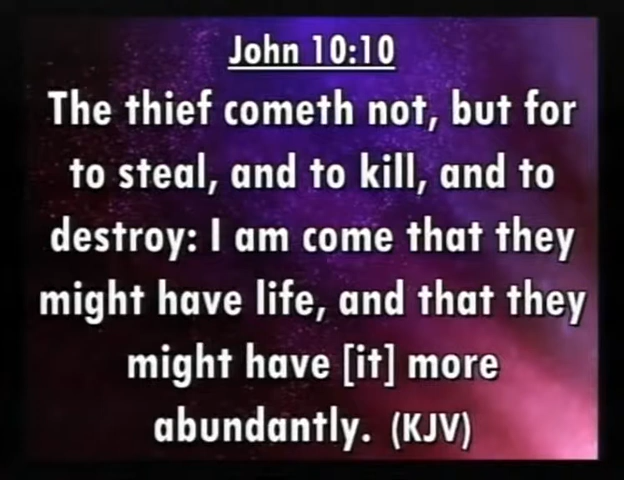 John 10:10
The thief cometh not, but for
to steal, and to kill, and to
destroy: I am come that they
might have life, and that they
might have [it] more
abundantly. (KJV)